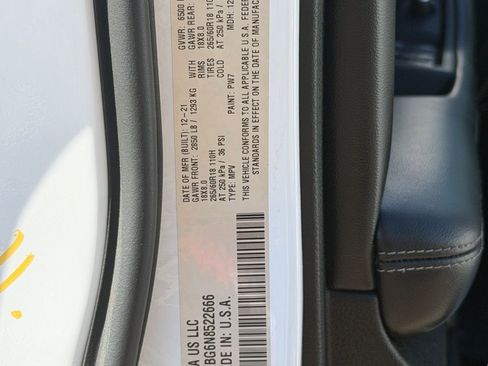 A US LLC
DATE OF MFR (BUILT): 12-21 GVWR: 6500
GAWR FRONT: 2850 LB / 1293 KG WITH GAWR REAR:
18X8.0 RIMS 18X8.0
265/60R18 110H TIRES 265/60R18 110
AT 250 kPa / 36 PSI COLD AT 250 kPa /
TYPE: MPV PAINT: PW7 MDH: 12
THIS VEHICLE CONFORMS TO ALL APPLICABLE U.S.A. FEDE
STANDARDS IN EFFECT ON THE DATE OF MANUFAC
BG6N8522666
DE IN: U.S.A.